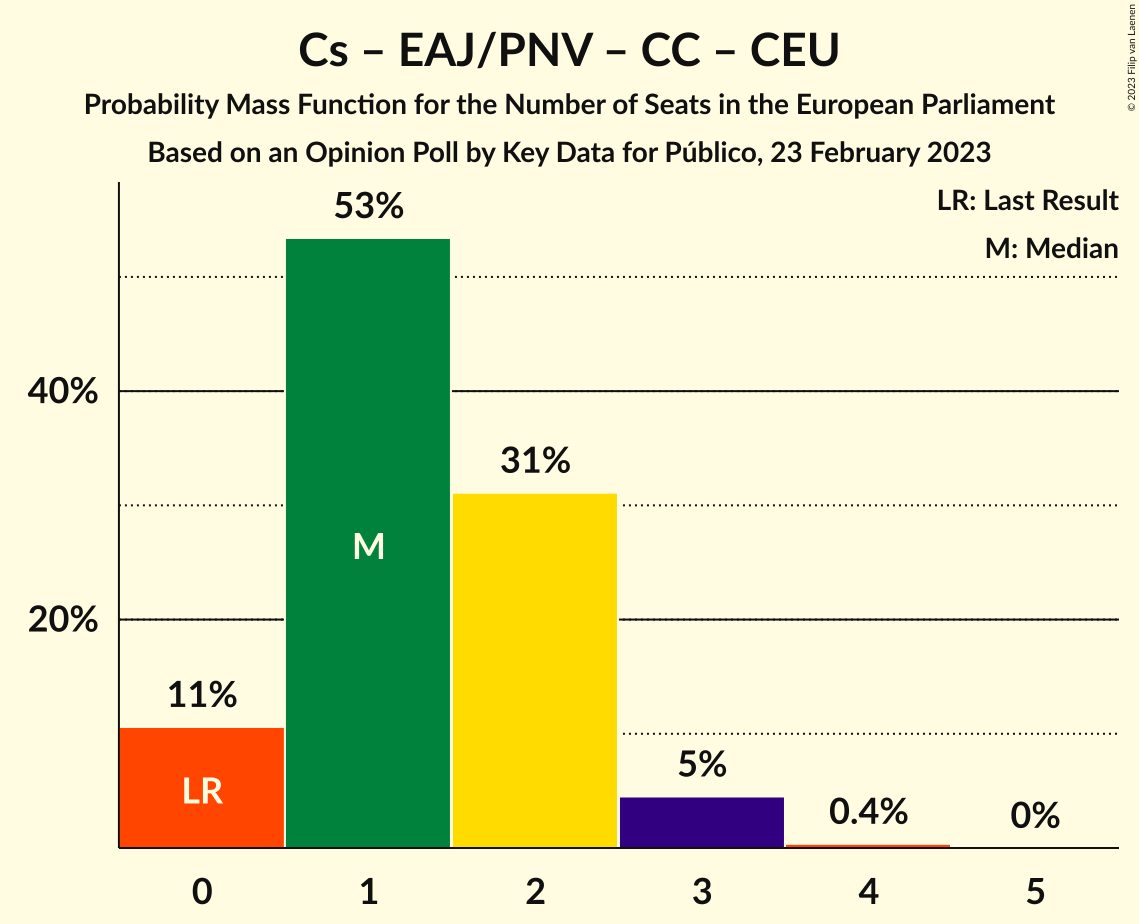 Cs – EAJ/PNV – CC – CEU
Probability Mass Function for the Number of Seats in the European Parliament
Based on an Opinion Poll by Key Data for Público, 23 February 2023
© 2023 Filip van Laenen
LR: Last Result
M: Median
53%
40%
31%
M
20%
11%
5%
LR
0.4%
0%
0 1 2 3 4 5